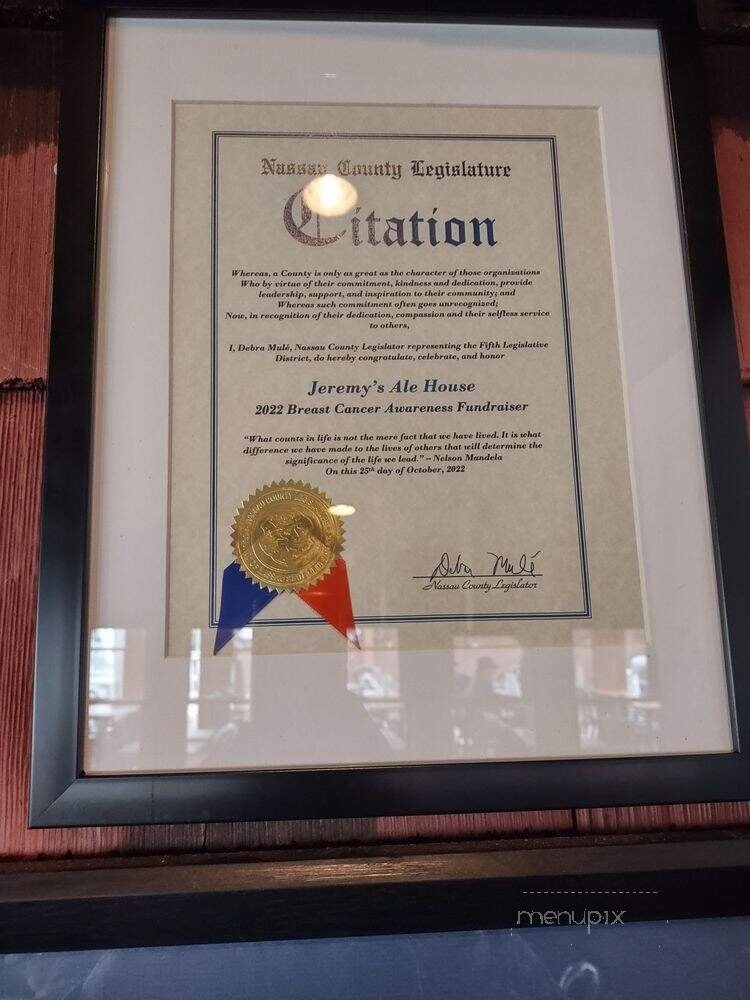 Nassau County Legislature
Citation
Whereas, a County is only as great as the character of those organizations
Who by virtue of their commitment, kindness and dedication, provide
leadership, support, and inspiration to their community; and
Whereas such commitment often goes unrecognized;
Now, in recognition of their dedication, compassion and their selfless service
to others,
I, Debra Mulé, Nassau County Legislator representing the Fifth Legislative
District, do hereby congratulate, celebrate, and honor
Jeremy's Ale House
2022 Breast Cancer Awareness Fundraiser
"What counts in life is not the mere fact that we have lived. It is what
difference we have made to the lives of others that will determine the
significance of the life we lead." – Nelson Mandela
On this 25th day of October, 2022
Debra Mulé
Nassau County Legislator
menupix